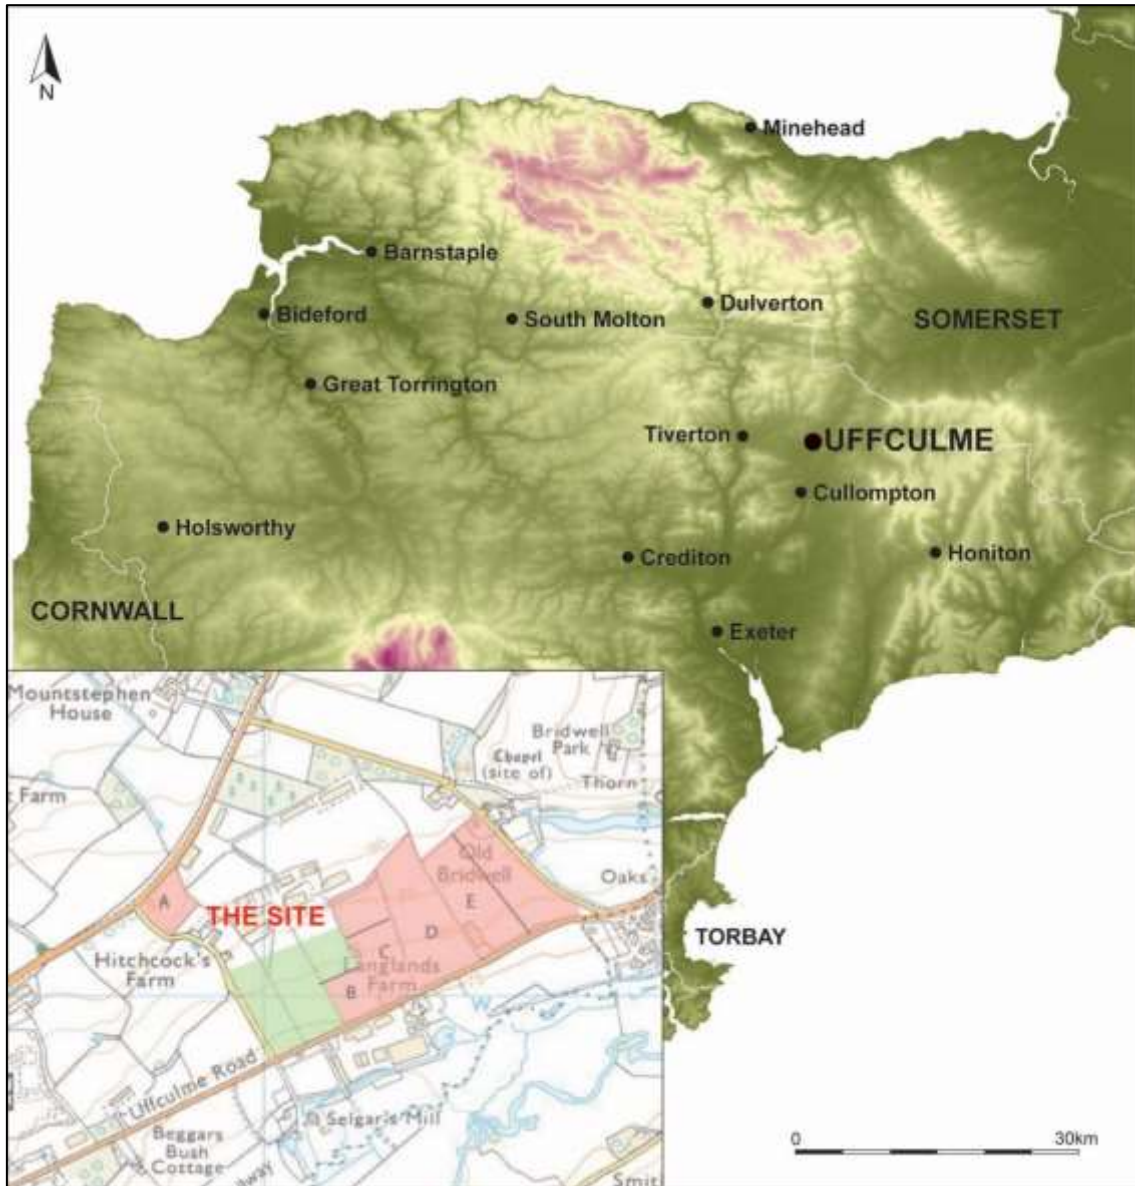 N
Minehead
Barnstaple
Dulverton
Bideford
South Molton
SOMERSET
Great Torrington
Tiverton
UFFCULME
Cullompton
Holsworthy
Crediton
Honiton
CORNWALL
Exeter
Mountstephen
House
Bridwell
Park
Chapel
(site of)
Thorn
Farm
Old
Bridwell
Oaks
A
E
THE SITE
D
TORBAY
C
Hitchcock's
Farm
Langlands
Farm
B
W
Uffculme Road
Selgars Mill
Beggars
Bush
Cottage
0
30km